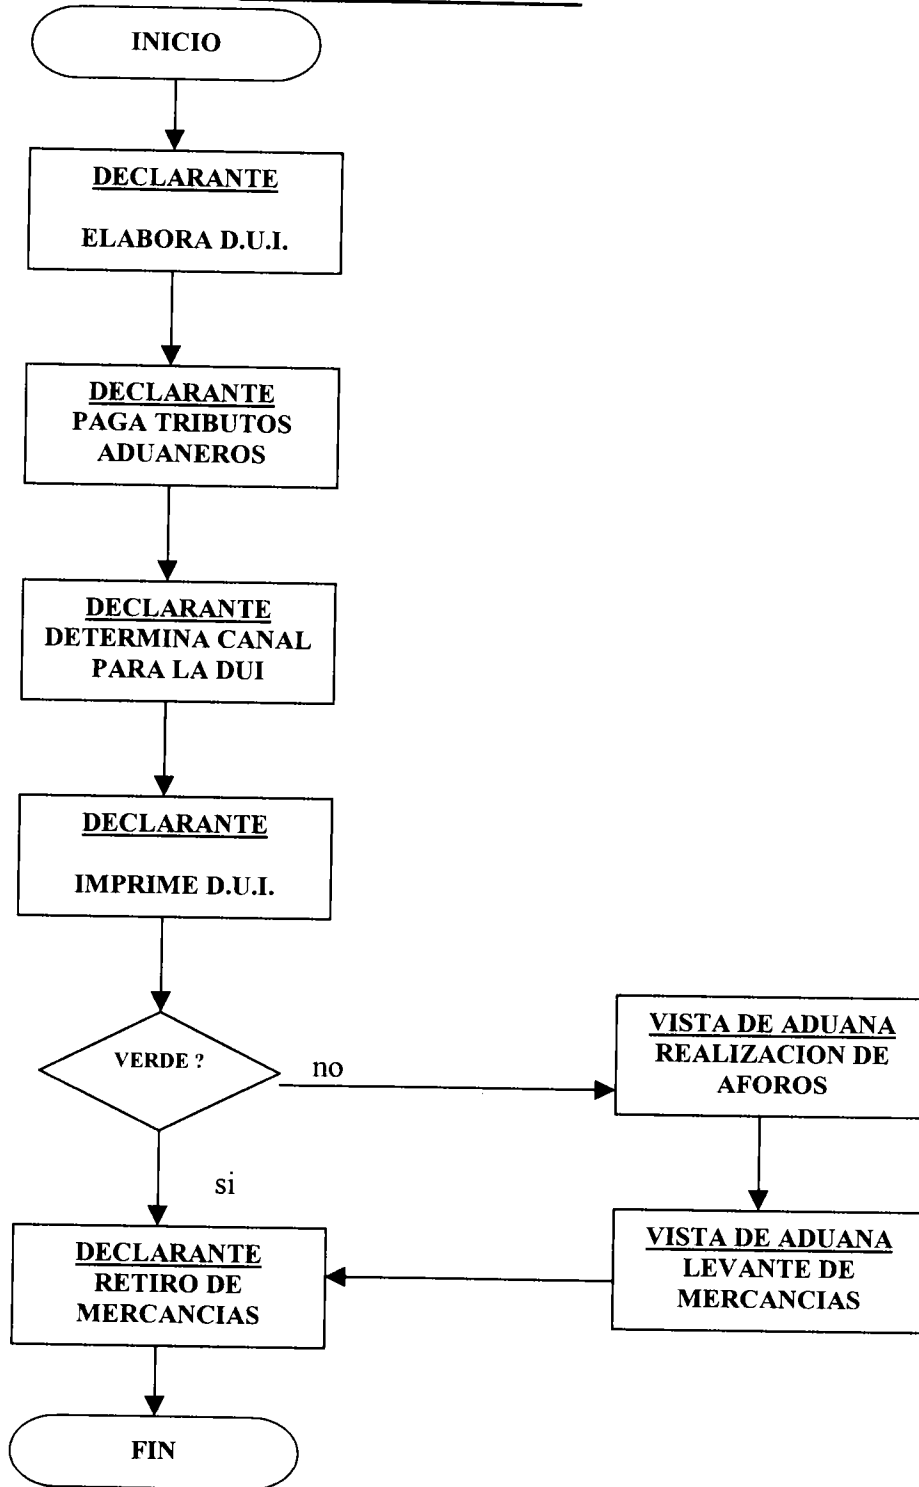 INICIO
DECLARANTE
ELABORA D.U.I.
DECLARANTE
PAGA TRIBUTOS
ADUANEROS
DECLARANTE
DETERMINA CANAL
PARA LA DUI
DECLARANTE
IMPRIME D.U.I.
VERDE ?
no
VISTA DE ADUANA
REALIZACION DE
AFOROS
si
VISTA DE ADUANA
LEVANTE DE
MERCANCIAS
DECLARANTE
RETIRO DE
MERCANCIAS
FIN